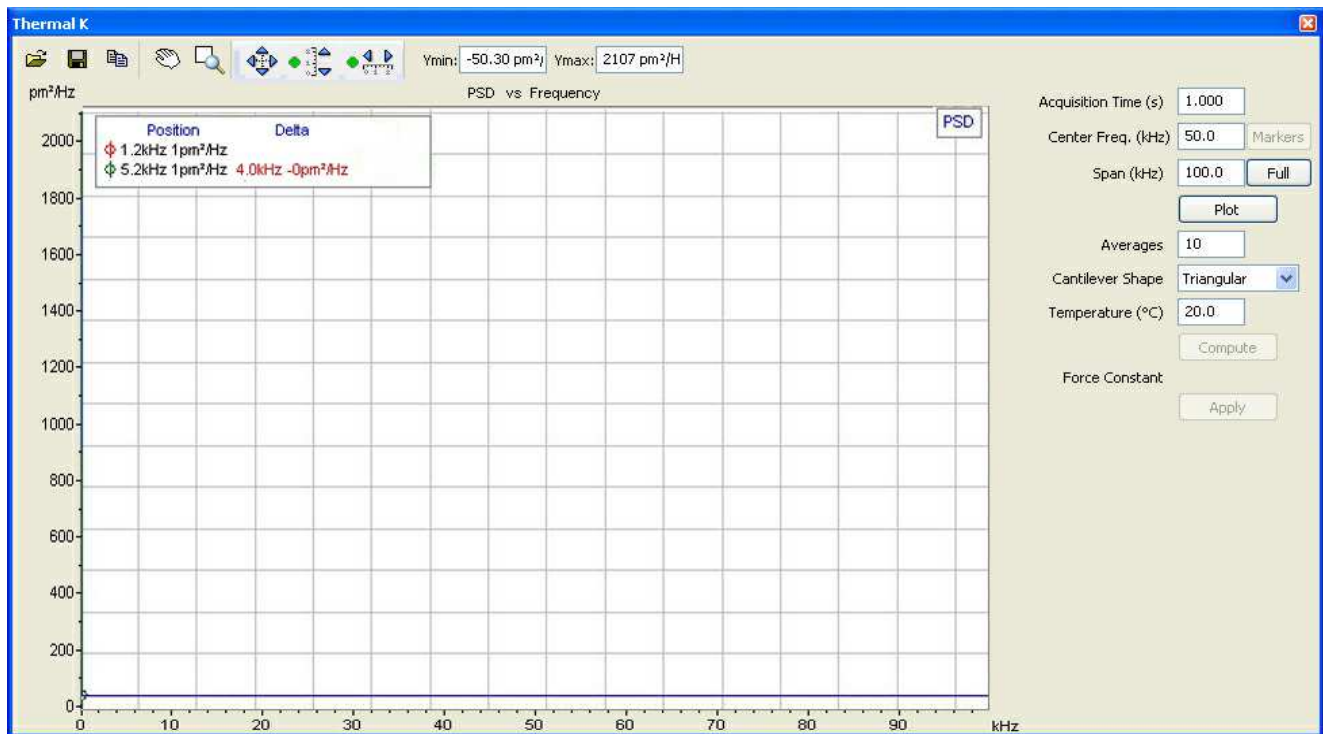 Thermal K
Ymin: -50.30 pm²/ Ymax: 2107 pm²/H
pm²/Hz
PSD vs Frequency
PSD
Position Delta
1.2kHz 1pm²/Hz
5.2kHz 1pm²/Hz 4.0kHz -0pm²/Hz
2000
1800
1600
1400
1200
1000
800
600
400
200
0
0 10 20 30 40 50 60 70 80 90 kHz
Acquisition Time (s) 1.000
Center Freq. (kHz) 50.0 Markers
Span (kHz) 100.0 Full
Plot
Averages 10
Cantilever Shape Triangular
Temperature (°C) 20.0
Compute
Force Constant
Apply